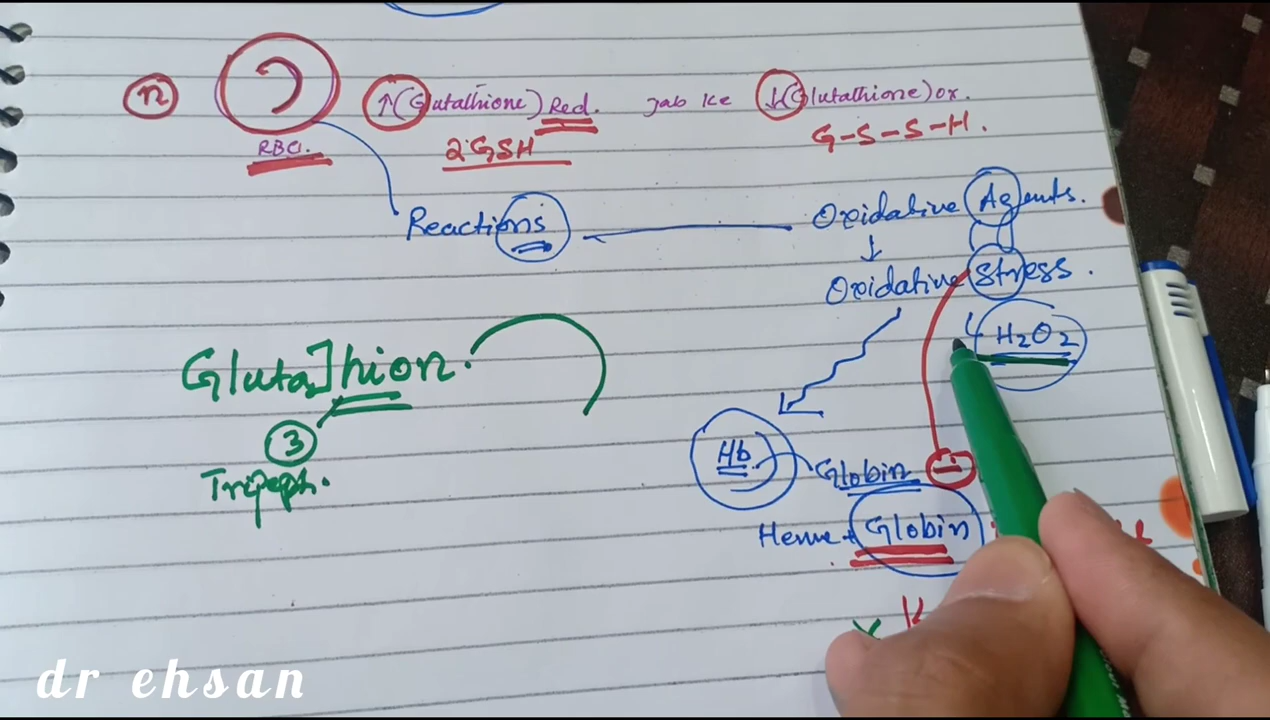 n ↑(Glutathione) Red. Jab ke ↓(Glutathione) ox.
RBC. 2GSH G-S-S-H.
Reactions Oxidative Agents.
↓
Oxidative Stress.
H2O2
Glutathion.
3
Tripeph.
Hb Globin
Heme + Globin
dr ehsan